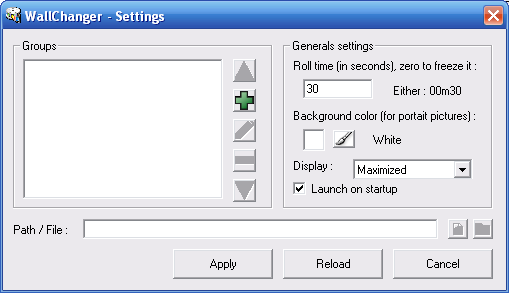 WallChanger - Settings
Groups
Generals settings
Roll time (in seconds), zero to freeze it :
30
Either : 00m30
Background color (for portait pictures) :
White
Display :
Maximized
Launch on startup
Path / File :
Apply
Reload
Cancel